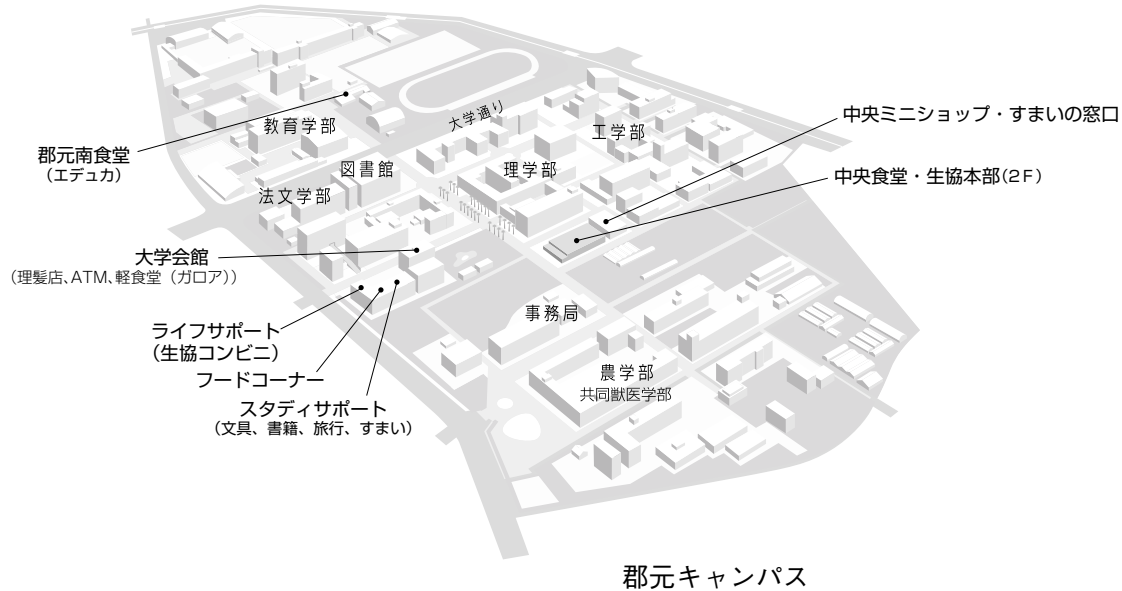 大学通り
中央ミニショップ・すまいの窓口
教育学部
工学部
郡元南食堂
(エデュカ)
図書館
理学部
中央食堂・生協本部(2F)
法文学部
大学会館
(理髪店、ATM、軽食堂(ガロア))
事務局
ライフサポート
(生協コンビニ)
フードコーナー
農学部
共同獣医学部
スタディサポート
(文具、書籍、旅行、すまい)
郡元キャンパス